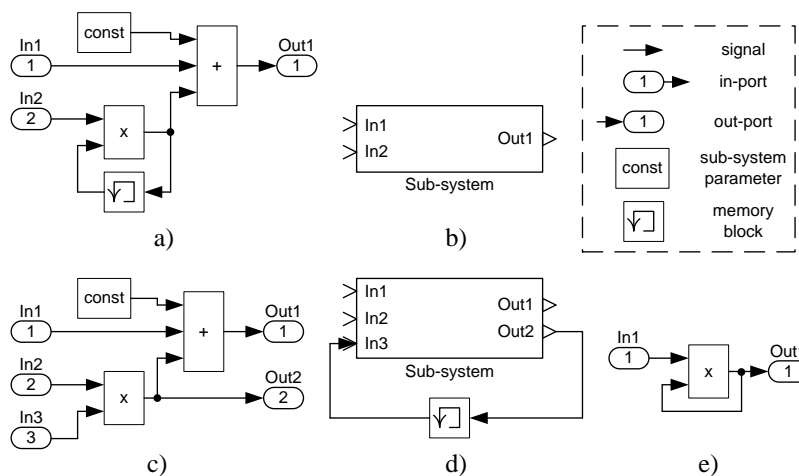 In1
1
In2
2
const
x
+
Out1
1
a)
In1
In2
Out1
Sub-system
b)
signal
1
in-port
1
out-port
const
sub-system
parameter
memory
block
In1
1
In2
2
In3
3
const
x
+
Out1
1
Out2
2
c)
In1
In2
In3
Out1
Out2
Sub-system
d)
In1
1
x
Out1
1
e)